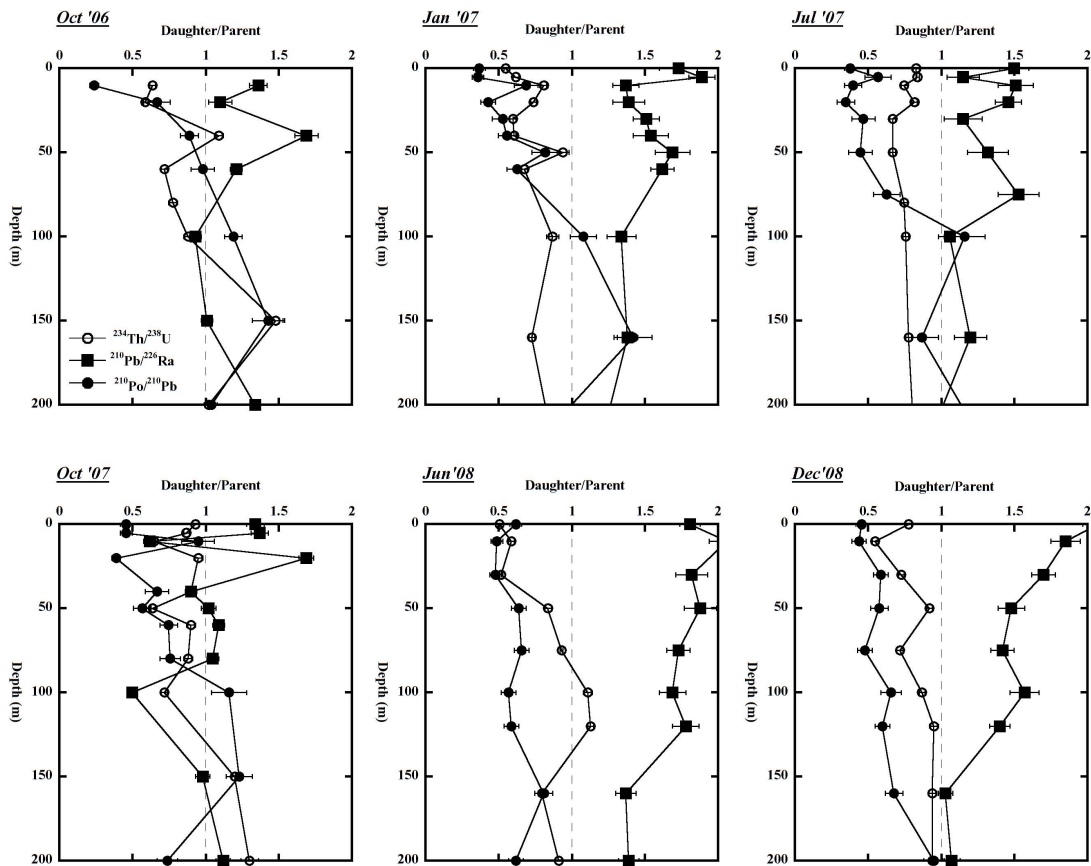 Oct '06
Daughter/Parent
0 0.5 1 1.5 2
0
50
100
150
200
Depth (m)
²³⁴Th/²³⁸U
²¹⁰Pb/²²⁶Ra
²¹⁰Po/²¹⁰Pb
Jan '07
Daughter/Parent
0 0.5 1 1.5 2
0
50
100
150
200
Depth (m)
Jul '07
Daughter/Parent
0 0.5 1 1.5 2
0
50
100
150
200
Depth (m)
Oct '07
Daughter/Parent
0 0.5 1 1.5 2
0
50
100
150
200
Depth (m)
Jun'08
Daughter/Parent
0 0.5 1 1.5 2
0
50
100
150
200
Depth (m)
Dec'08
Daughter/Parent
0 0.5 1 1.5 2
0
50
100
150
200
Depth (m)